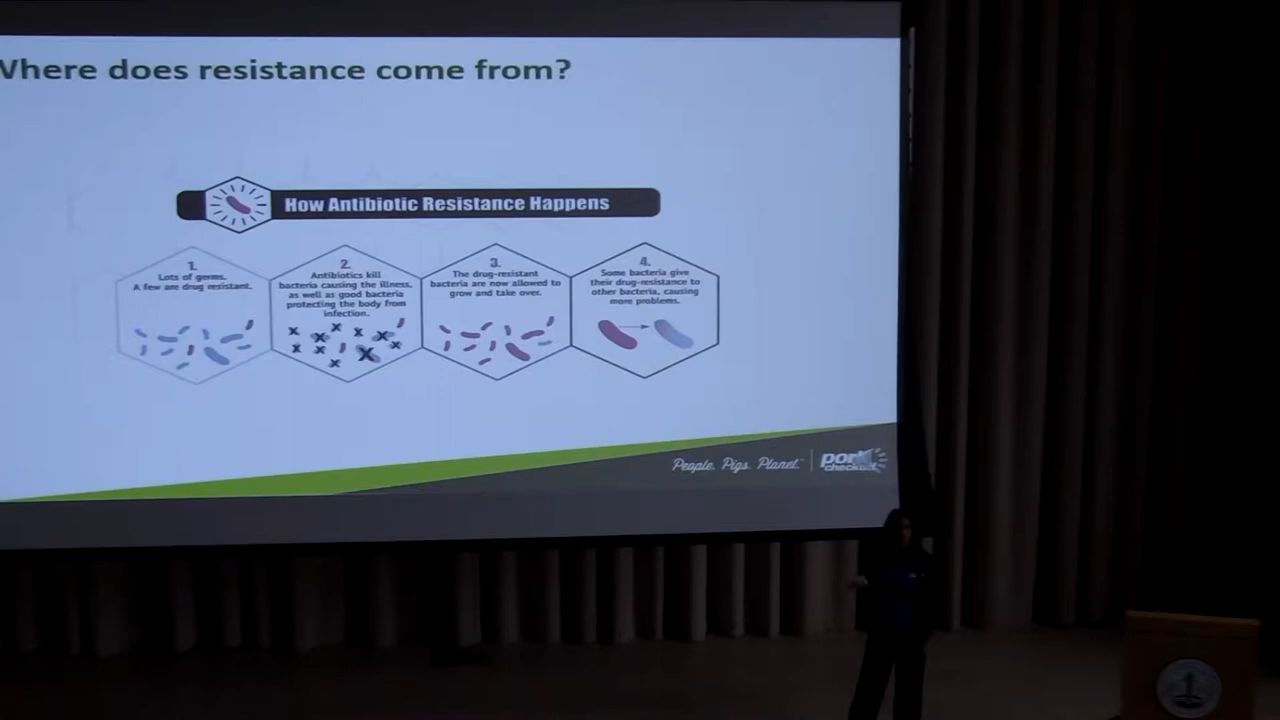 Where does resistance come from?
How Antibiotic Resistance Happens
1.
Lots of germs.
A few are drug resistant.
2.
Antibiotics kill
bacteria causing the illness,
as well as good bacteria
protecting the body from
infection.
3.
The drug-resistant
bacteria are now allowed to
grow and take over.
4.
Some bacteria give
their drug-resistance to
other bacteria, causing
more problems.
People. Pigs. Planet.™
pork
checkoff